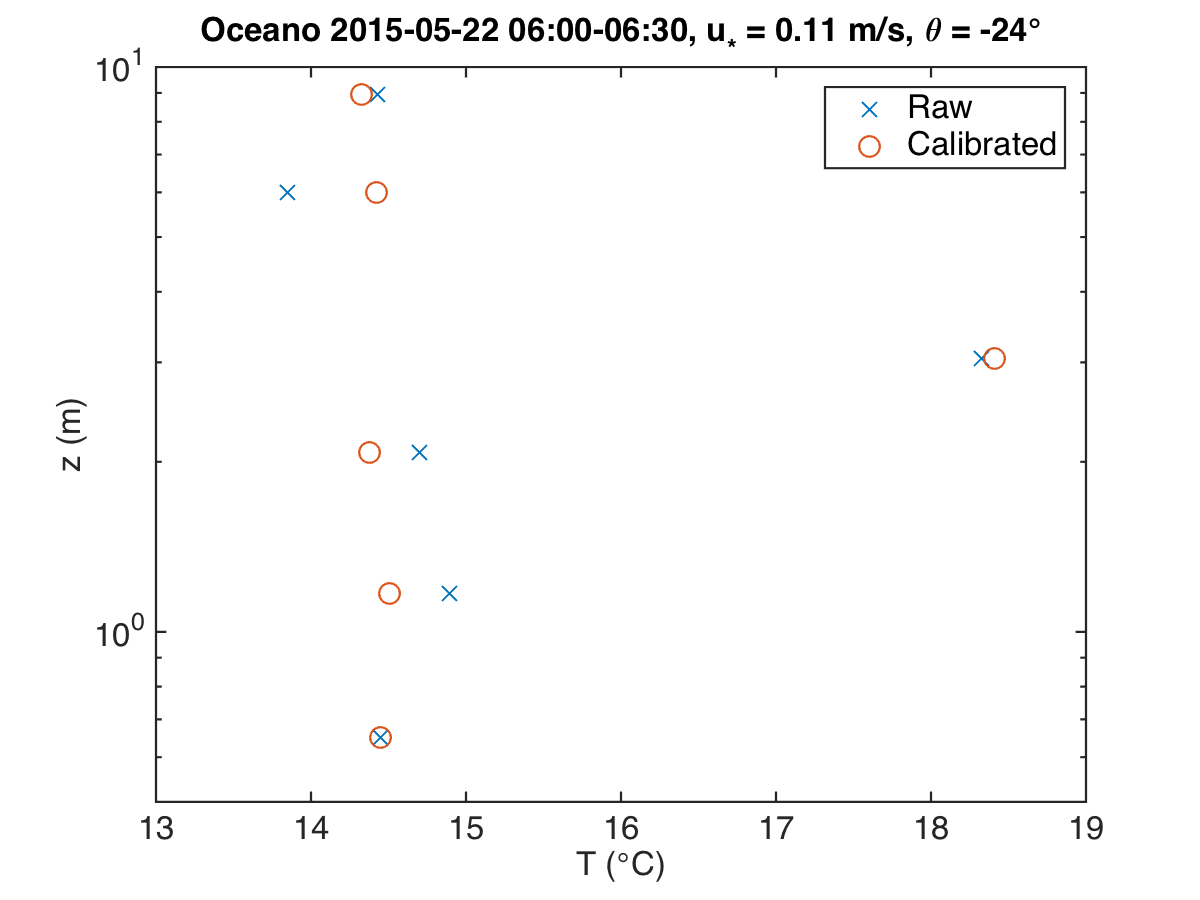 Oceano 2015-05-22 06:00-06:30, u* = 0.11 m/s, θ = -24°
10¹
Raw
Calibrated
z (m)
10⁰
13 14 15 16 17 18 19
T (°C)